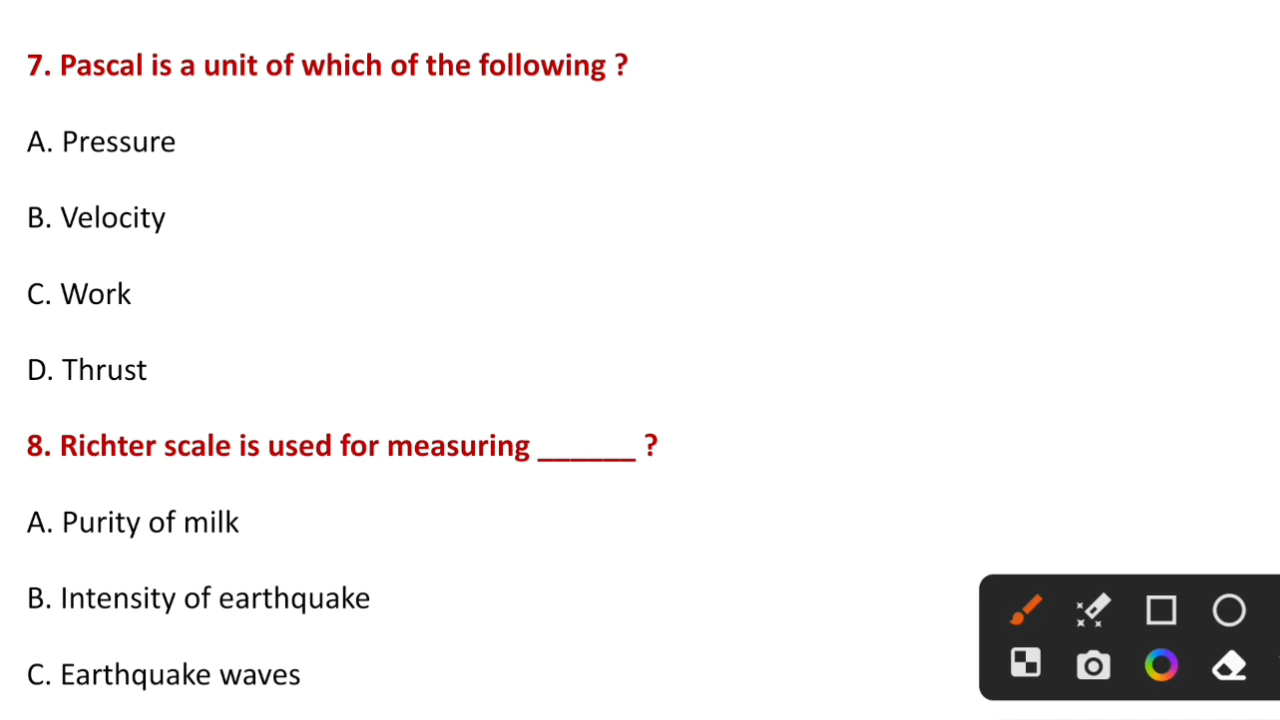 7. Pascal is a unit of which of the following ?
A. Pressure
B. Velocity
C. Work
D. Thrust
8. Richter scale is used for measuring ______ ?
A. Purity of milk
B. Intensity of earthquake
C. Earthquake waves